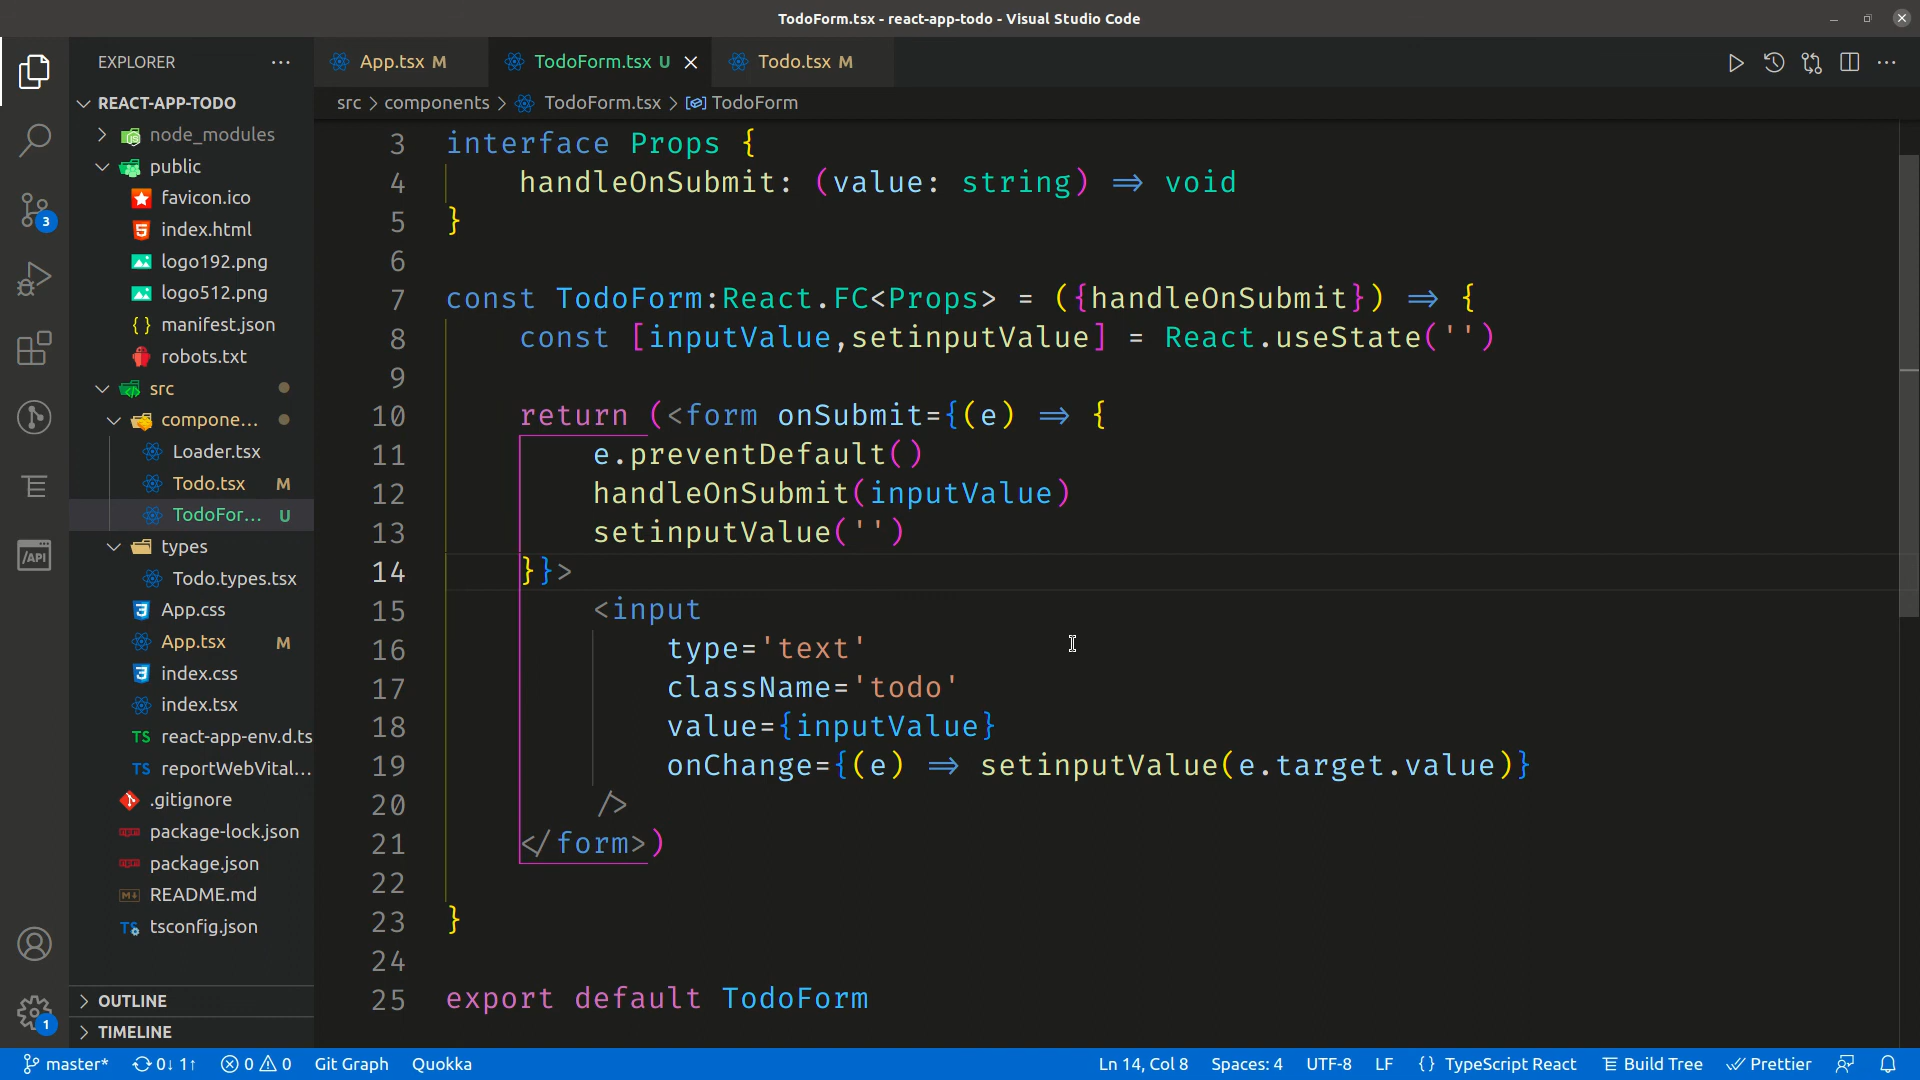 TodoForm.tsx - react-app-todo - Visual Studio Code
EXPLORER
REACT-APP-TODO
node_modules
public
favicon.ico
index.html
logo192.png
logo512.png
{ } manifest.json
robots.txt
src
compone...
Loader.tsx
Todo.tsx M
TodoFor... U
types
Todo.types.tsx
App.css
App.tsx M
index.css
index.tsx
TS react-app-env.d.ts
TS reportWebVital...
.gitignore
package-lock.json
package.json
README.md
tsconfig.json
OUTLINE
TIMELINE
3
/API
1
App.tsx M
TodoForm.tsx U
Todo.tsx M
src > components > TodoForm.tsx > TodoForm
3 interface Props {
4 handleOnSubmit: (value: string) ⇒ void
5 }
6
7 const TodoForm:React.FC<Props> = ({handleOnSubmit}) ⇒ {
8 const [inputValue,setinputValue] = React.useState('')
9
10 return (<form onSubmit={(e) ⇒ {
11 e.preventDefault()
12 handleOnSubmit(inputValue)
13 setinputValue('')
14 }}>
15 <input
16 type='text'
17 className='todo'
18 value={inputValue}
19 onChange={(e) ⇒ setinputValue(e.target.value)}
20 />
21 </form>)
22
23 }
24
25 export default TodoForm
master* 0↓ 1↑ 0 0 Git Graph Quokka Ln 14, Col 8 Spaces: 4 UTF-8 LF { } TypeScript React Build Tree Prettier